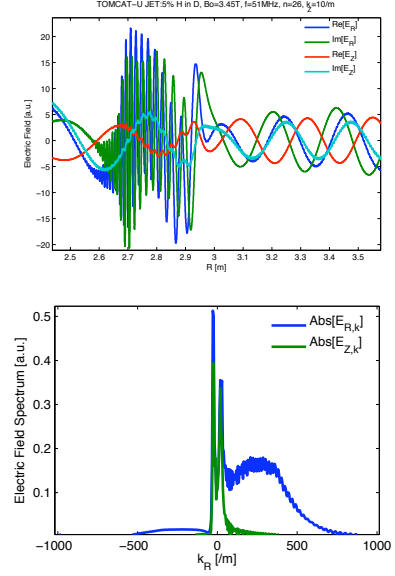 TOMCAT-U JET:5% H in D, Bo=3.45T, f=51MHz, n=26, k_Z=10/m
Electric Field [a.u.]
20
15
10
5
0
−5
−10
−15
−20
Re[E_R]
Im[E_R]
Re[E_Z]
Im[E_Z]
2.5 2.6 2.7 2.8 2.9 3 3.1 3.2 3.3 3.4 3.5
R [m]
Electric Field Spectrum [a.u.]
0.5
0.4
0.3
0.2
0.1
Abs[E_R,k]
Abs[E_Z,k]
−1000 −500 0 500 1000
k_R [/m]